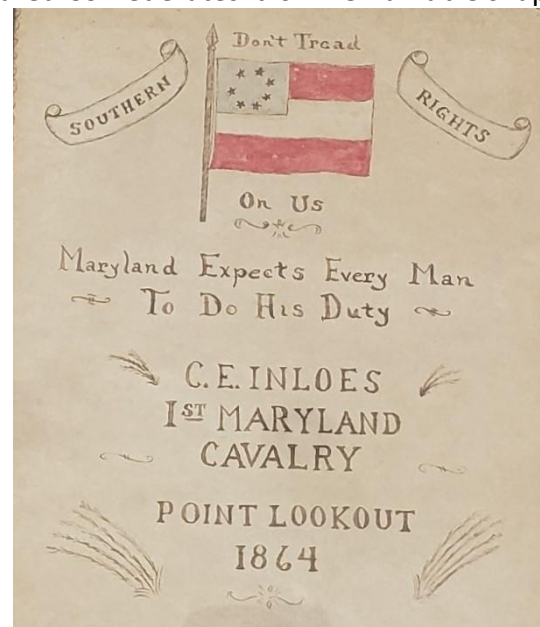 Don't Tread
SOUTHERN
RIGHTS
On Us
Maryland Expects Every Man
To Do His Duty
C. E. INLOES
1ST MARYLAND
CAVALRY
POINT LOOKOUT
1864